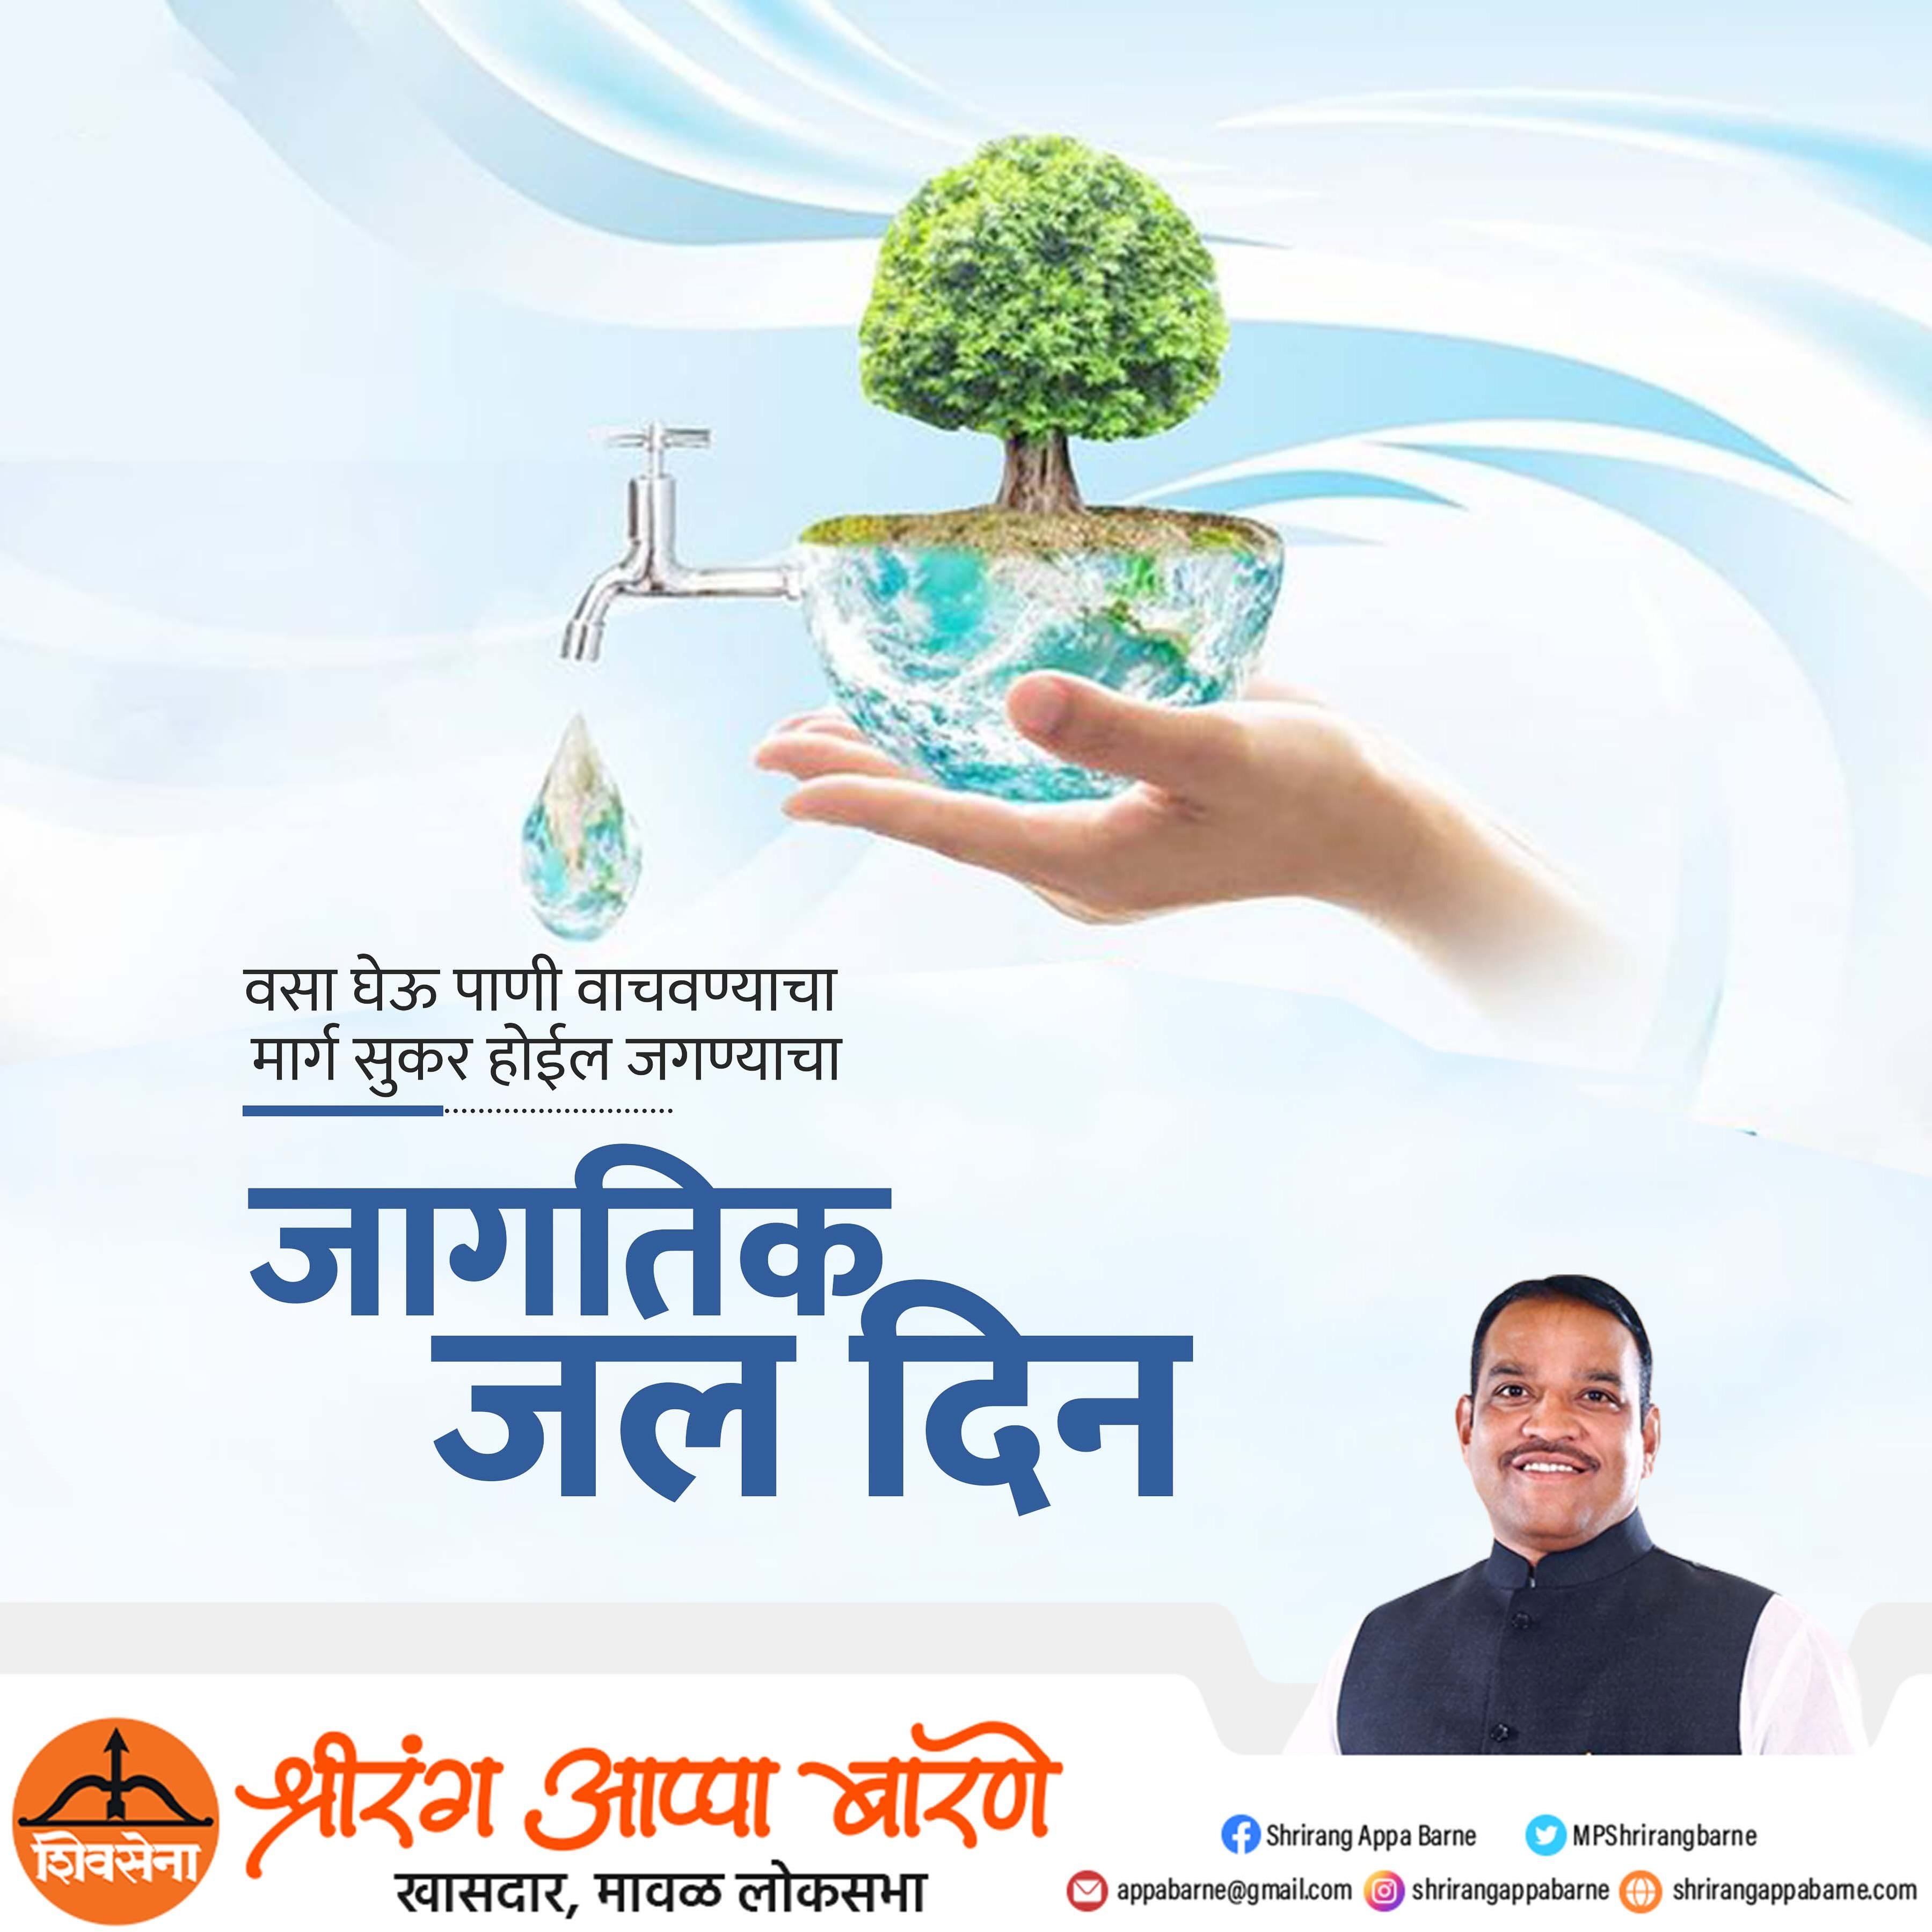 वसा घेऊ पाणी वाचवण्याचा
मार्ग सुकर होईल जगण्याचा
जागतिक
जल दिन
शिवसेना
श्रीरंग आप्पा बारणे
खासदार, मावळ लोकसभा
Shrirang Appa Barne MPShrirangbarne
appabarne@gmail.com shrirangappabarne shrirangappabarne.com